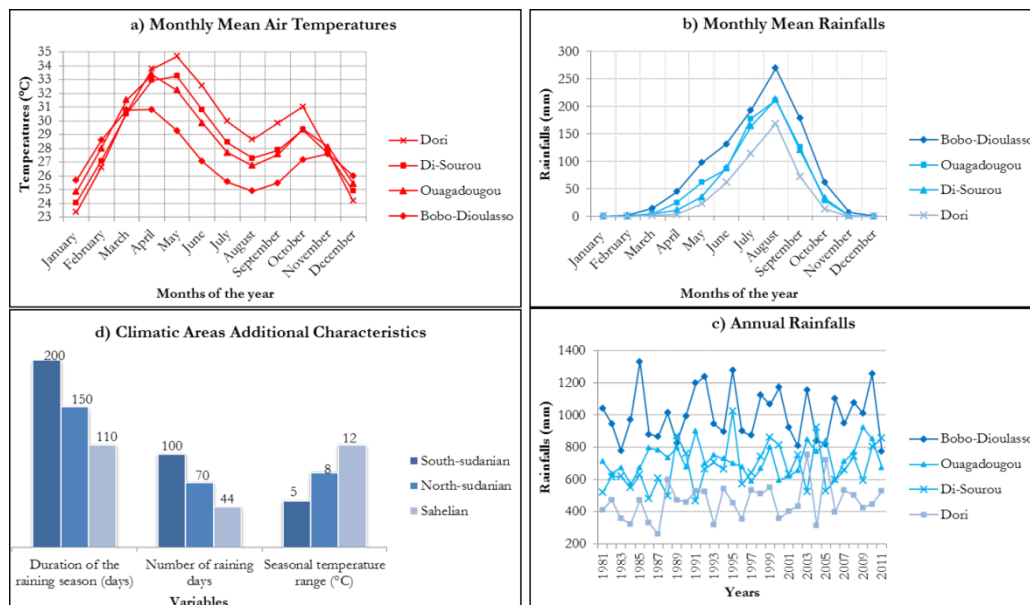 a) Monthly Mean Air Temperatures
Temperatures (°C)
35
34
33
32
31
30
29
28
27
26
25
24
23
January
February
March
April
May
June
July
August
September
October
November
December
Months of the year
Dori
Di-Sourou
Ouagadougou
Bobo-Dioulasso
b) Monthly Mean Rainfalls
Rainfalls (mm)
300
250
200
150
100
50
0
January
February
March
April
May
June
July
August
September
October
November
December
Months of the year
Bobo-Dioulasso
Ouagadougou
Di-Sourou
Dori
d) Climatic Areas Additional Characteristics
200
150
110
100
70
44
5
8
12
Duration of the raining season (days)
Number of raining days
Seasonal temperature range (°C)
Variables
South-sudanian
North-sudanian
Sahelian
c) Annual Rainfalls
Rainfalls (mm)
1400
1200
1000
800
600
400
200
1981
1983
1985
1987
1989
1991
1993
1995
1997
1999
2001
2003
2005
2007
2009
2011
Years
Bobo-Dioulasso
Ouagadougou
Di-Sourou
Dori